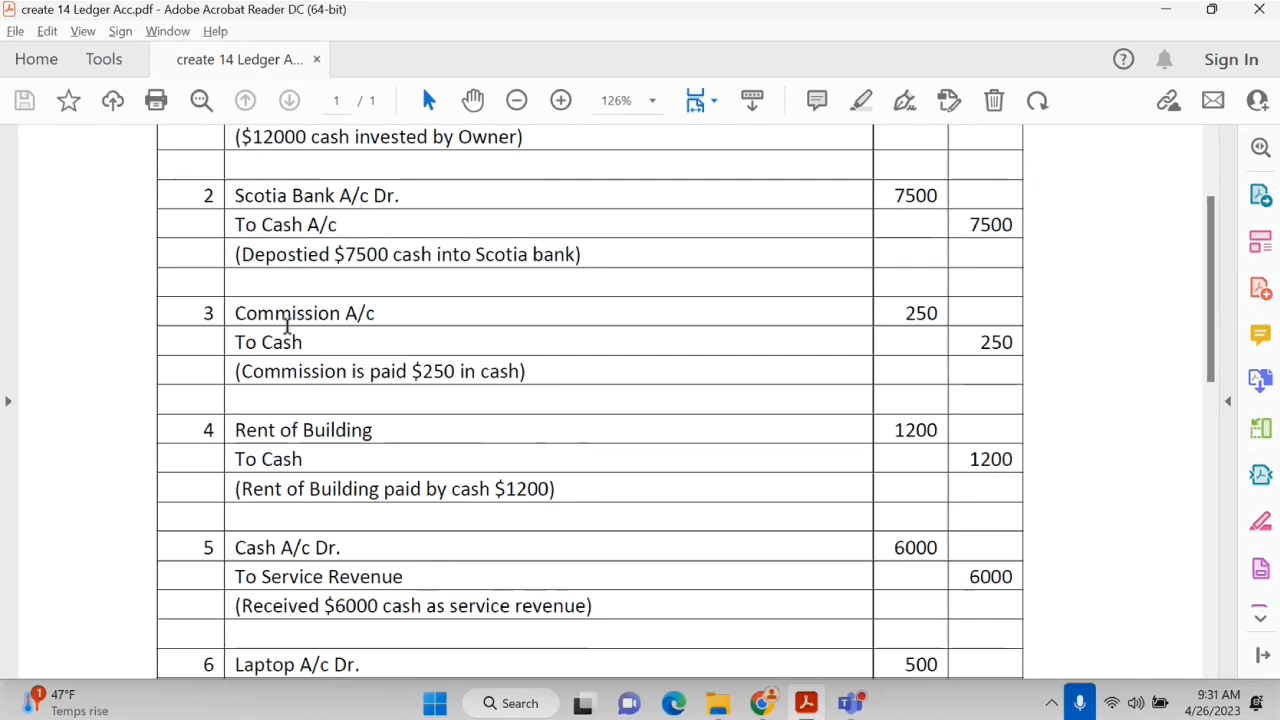 create 14 Ledger Acc.pdf - Adobe Acrobat Reader DC (64-bit)
File Edit View Sign Window Help
Home Tools create 14 Ledger A... × Sign In
1 / 1 126%
($12000 cash invested by Owner)
2 Scotia Bank A/c Dr. 7500
To Cash A/c 7500
(Depostied $7500 cash into Scotia bank)
3 Commission A/c 250
To Cash 250
(Commission is paid $250 in cash)
4 Rent of Building 1200
To Cash 1200
(Rent of Building paid by cash $1200)
5 Cash A/c Dr. 6000
To Service Revenue 6000
(Received $6000 cash as service revenue)
6 Laptop A/c Dr. 500
1 47°F
Temps rise
Search
9:31 AM
4/26/2023